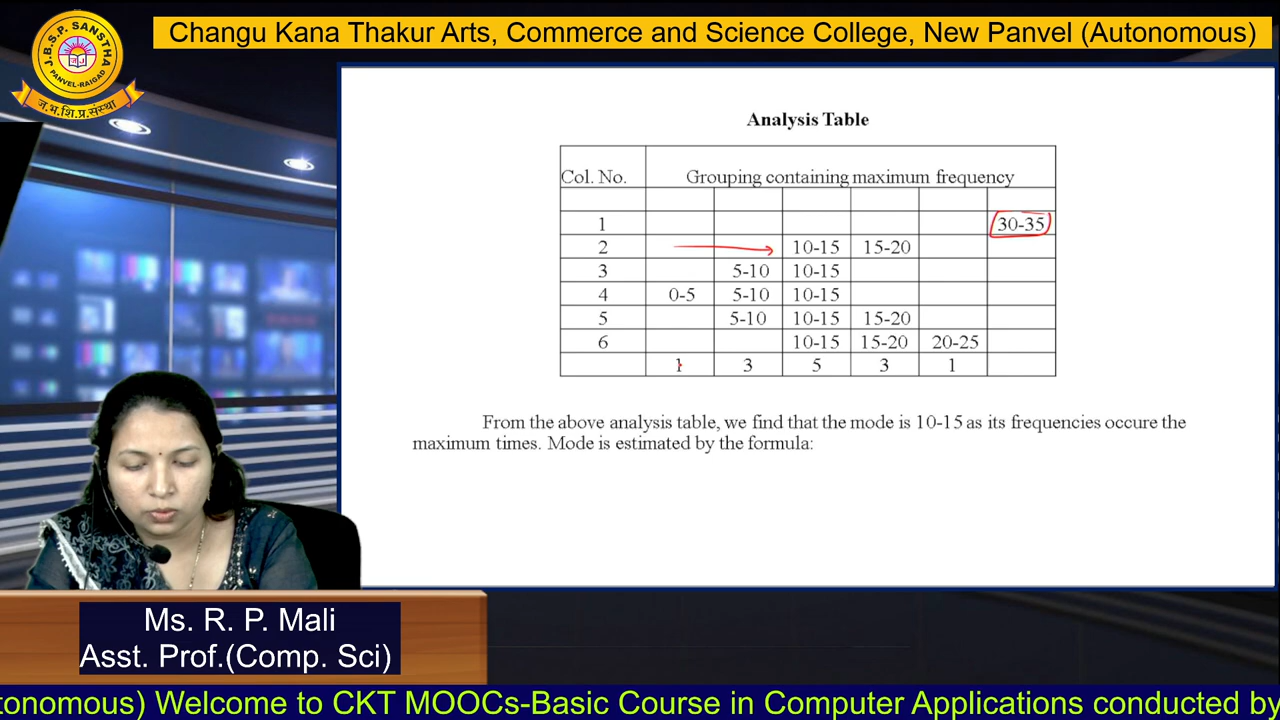 Changu Kana Thakur Arts, Commerce and Science College, New Panvel (Autonomous)
J.B.S.P. SANSTHA
PANVEL-RAIGAD
ज.भ.शि.प्र.संस्था
Analysis Table
Col. No. Grouping containing maximum frequency
1 30-35
2 10-15 15-20
3 5-10 10-15
4 0-5 5-10 10-15
5 5-10 10-15 15-20
6 10-15 15-20 20-25
1 3 5 3 1
From the above analysis table, we find that the mode is 10-15 as its frequencies occure the
maximum times. Mode is estimated by the formula:
Ms. R. P. Mali
Asst. Prof.(Comp. Sci)
tonomous) Welcome to CKT MOOCs-Basic Course in Computer Applications conducted by